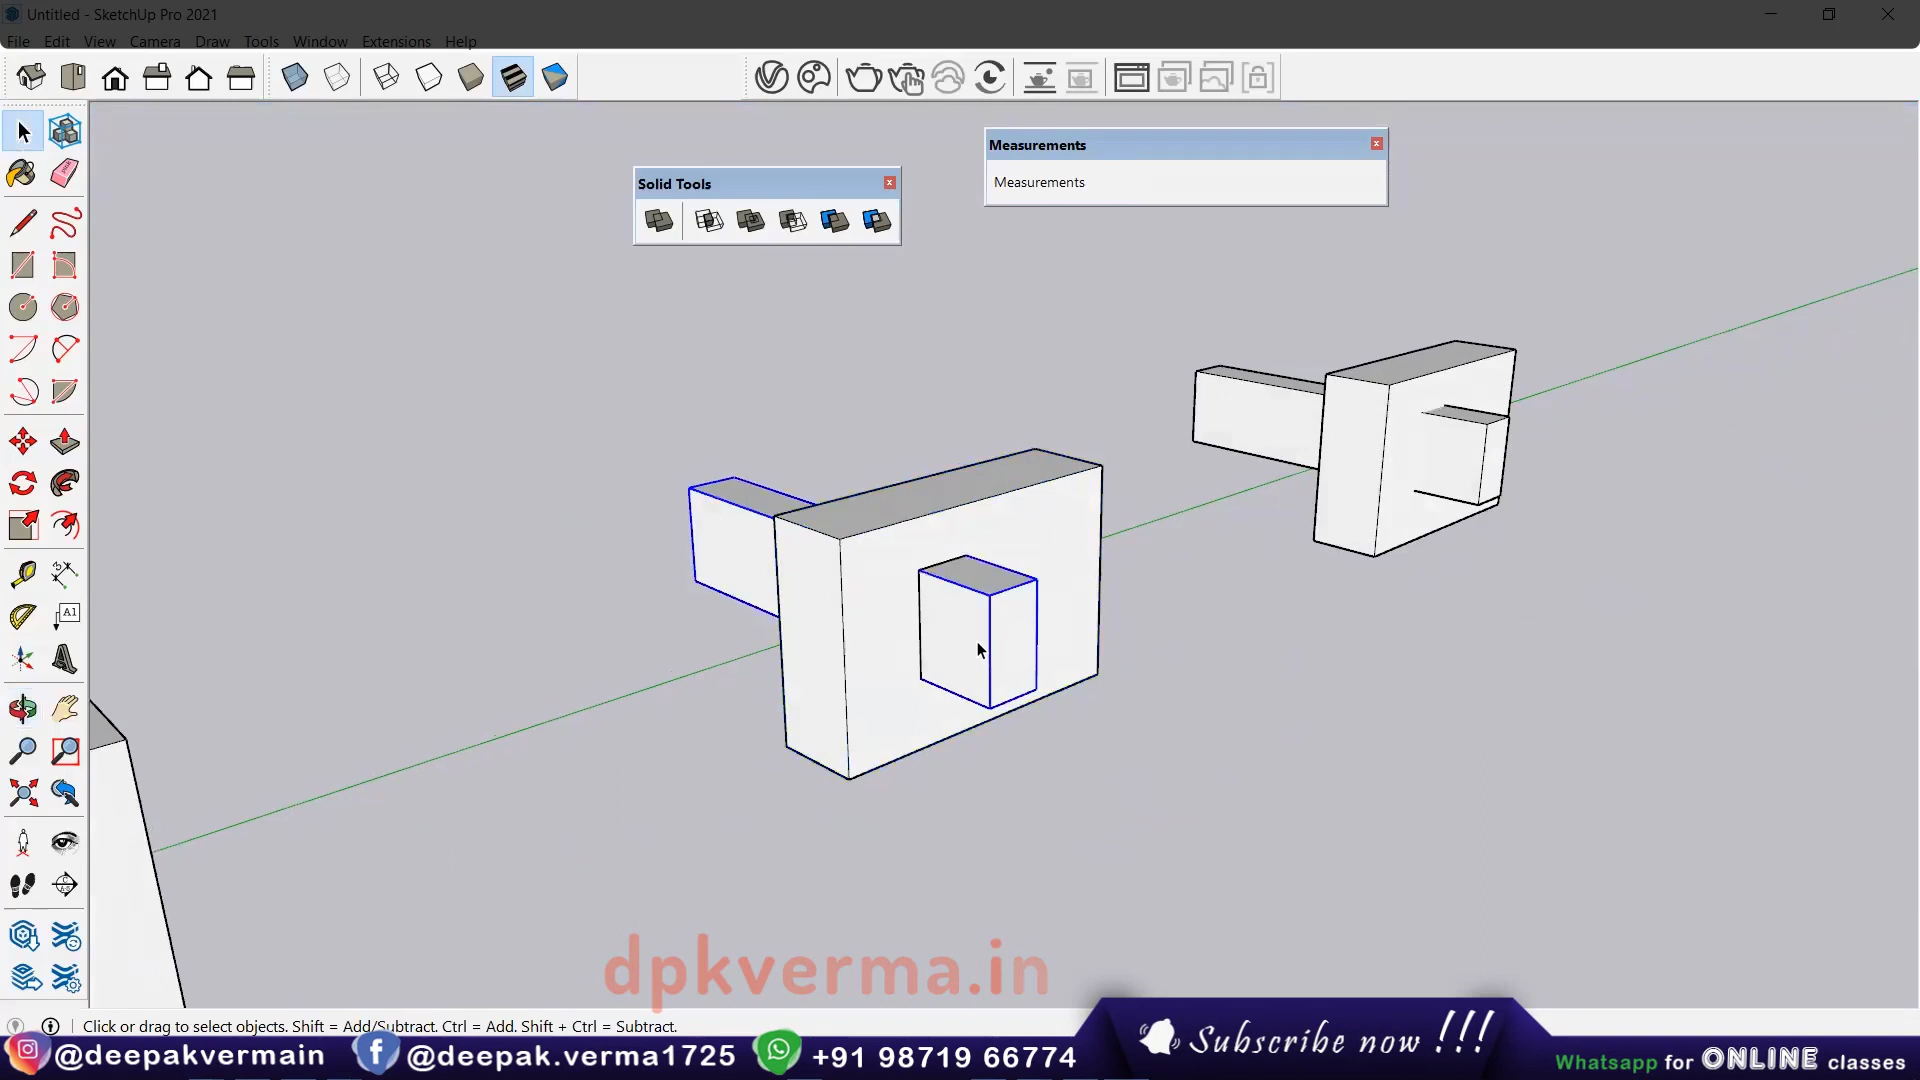 Untitled - SketchUp Pro 2021
File Edit View Camera Draw Tools Window Extensions Help
Measurements
Measurements
Solid Tools
A1
dpkverma.in
Click or drag to select objects. Shift = Add/Subtract. Ctrl = Add. Shift + Ctrl = Subtract.
@deepakvermain @deepak.verma1725 +91 98719 66774
Subscribe now !!!
Whatsapp for ONLINE classes